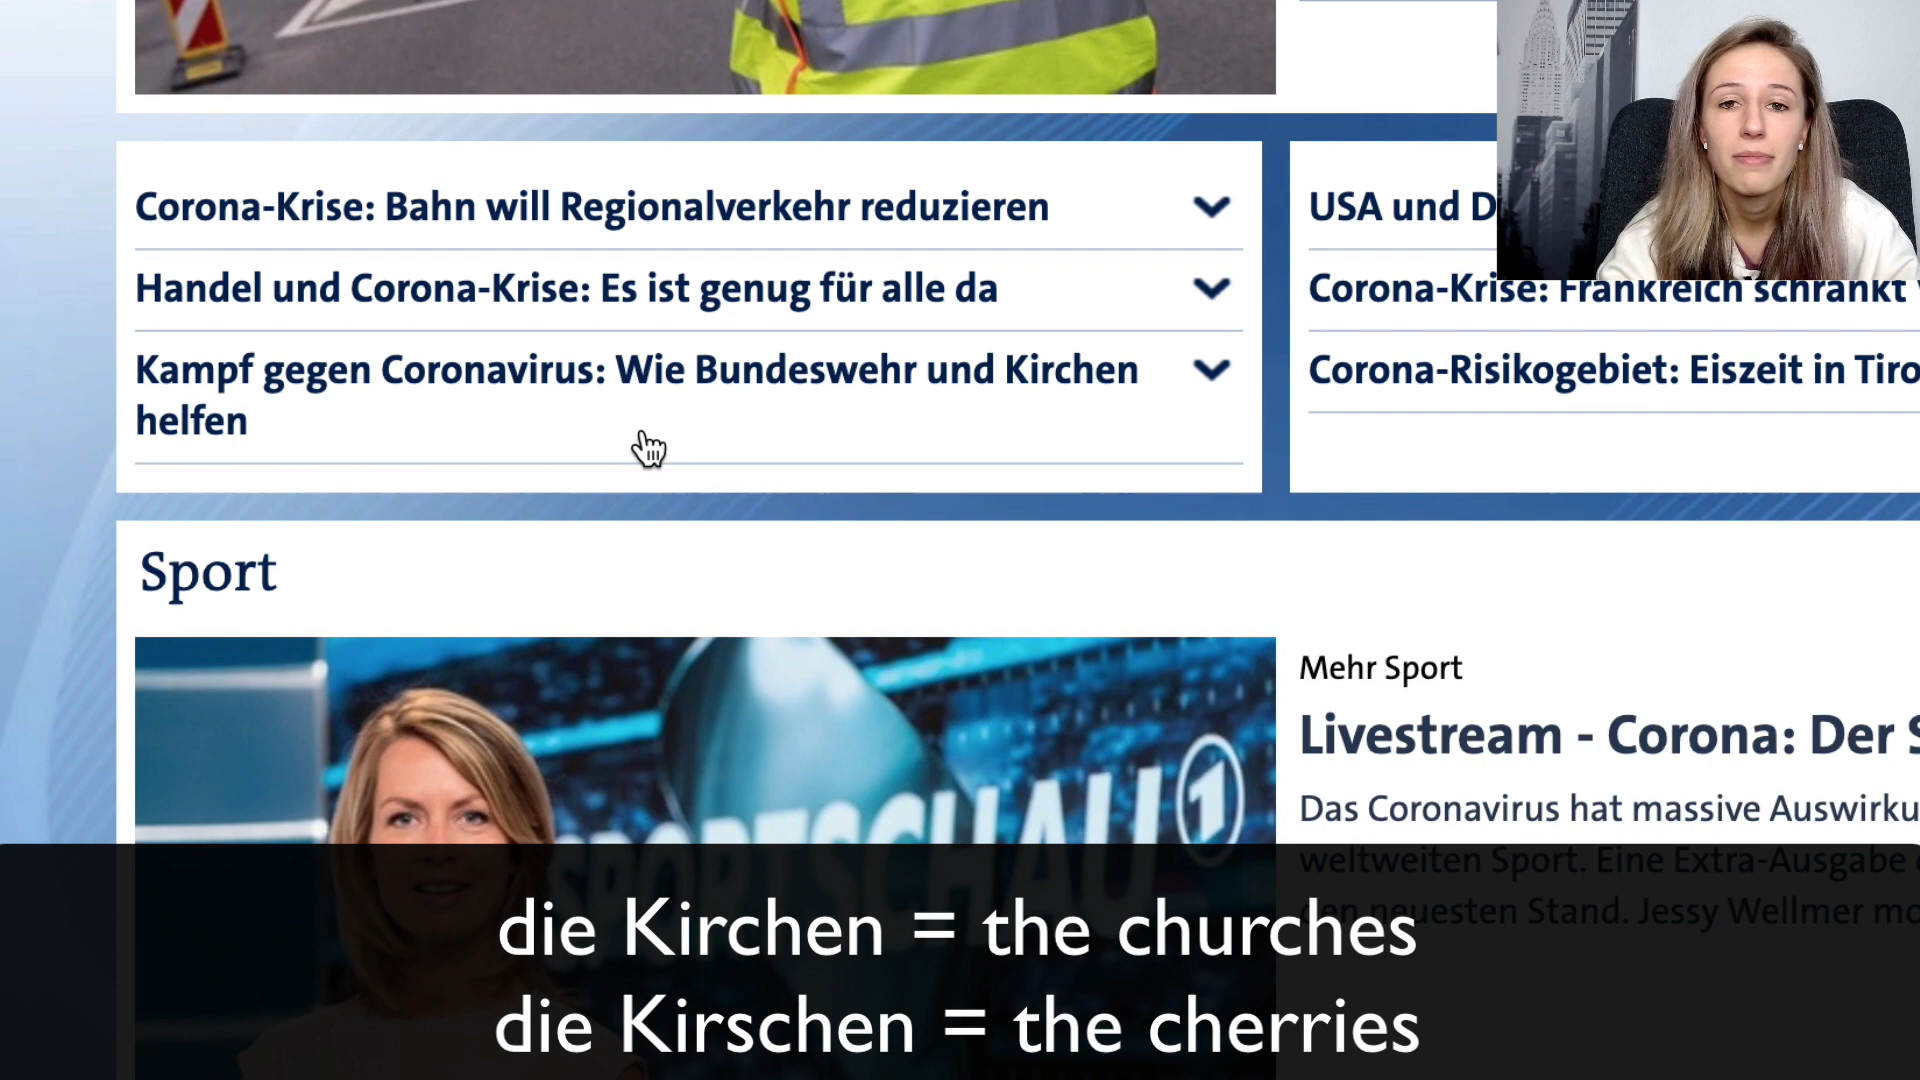 Corona-Krise: Bahn will Regionalverkehr reduzieren
Handel und Corona-Krise: Es ist genug für alle da
Kampf gegen Coronavirus: Wie Bundeswehr und Kirchen
helfen
USA und D
Corona-Krise: Frankreich schränkt
Corona-Risikogebiet: Eiszeit in Tiro
Sport
SPORTSCHAU 1
Mehr Sport
Livestream - Corona: Der S
Das Coronavirus hat massive Auswirku
weltweiten Sport. Eine Extra-Ausgabe
den neuesten Stand. Jessy Wellmer mo
die Kirchen = the churches
die Kirschen = the cherries